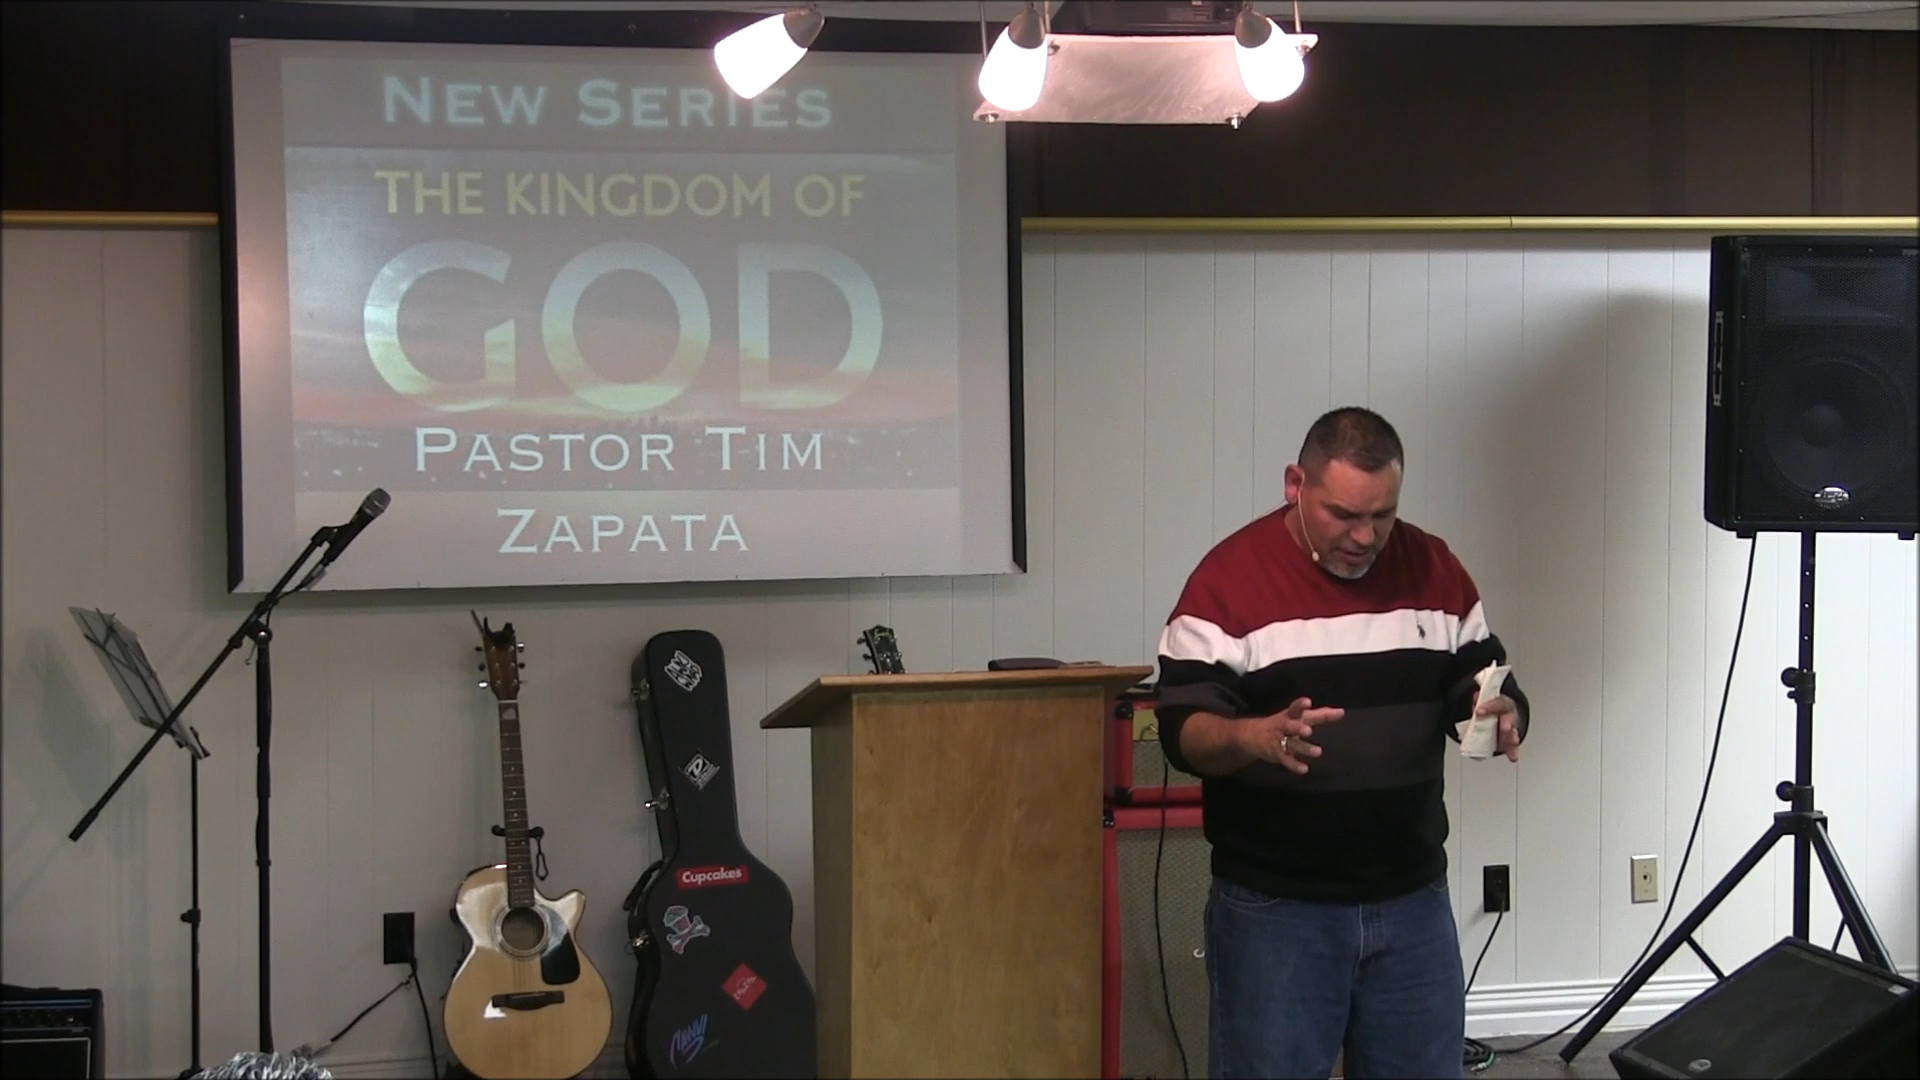 NEW SERIES
THE KINGDOM OF
GOD
PASTOR TIM
ZAPATA
Cupcakes